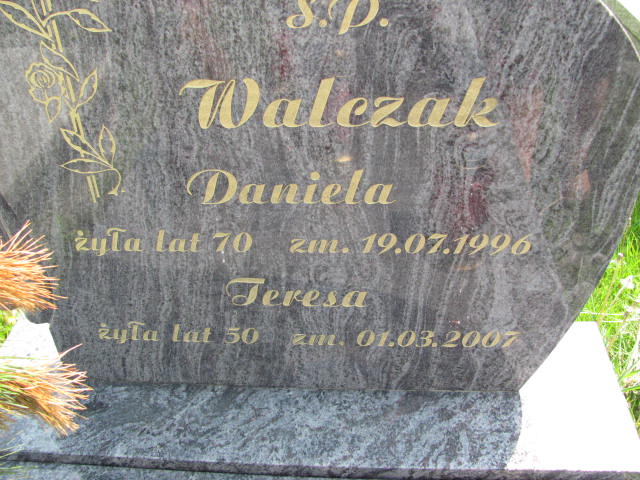 Ś.P.
Walczak
Daniela
żyła lat 70 zm. 19.07.1996
Teresa
żyła lat 50 zm. 01.03.2007